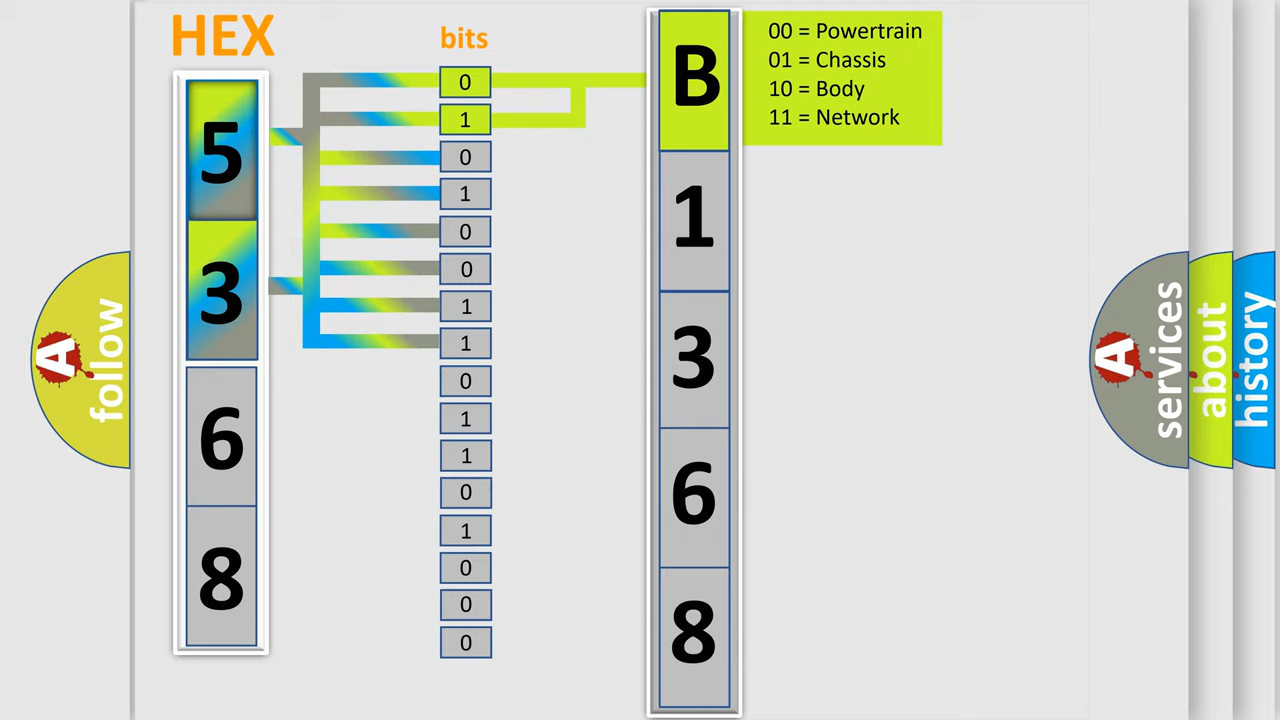 HEX
bits
5
3
6
8
0
1
0
1
0
0
1
1
0
1
1
0
1
0
0
0
B
1
3
6
8
00 = Powertrain
01 = Chassis
10 = Body
11 = Network
A
follow
A
services
about
history